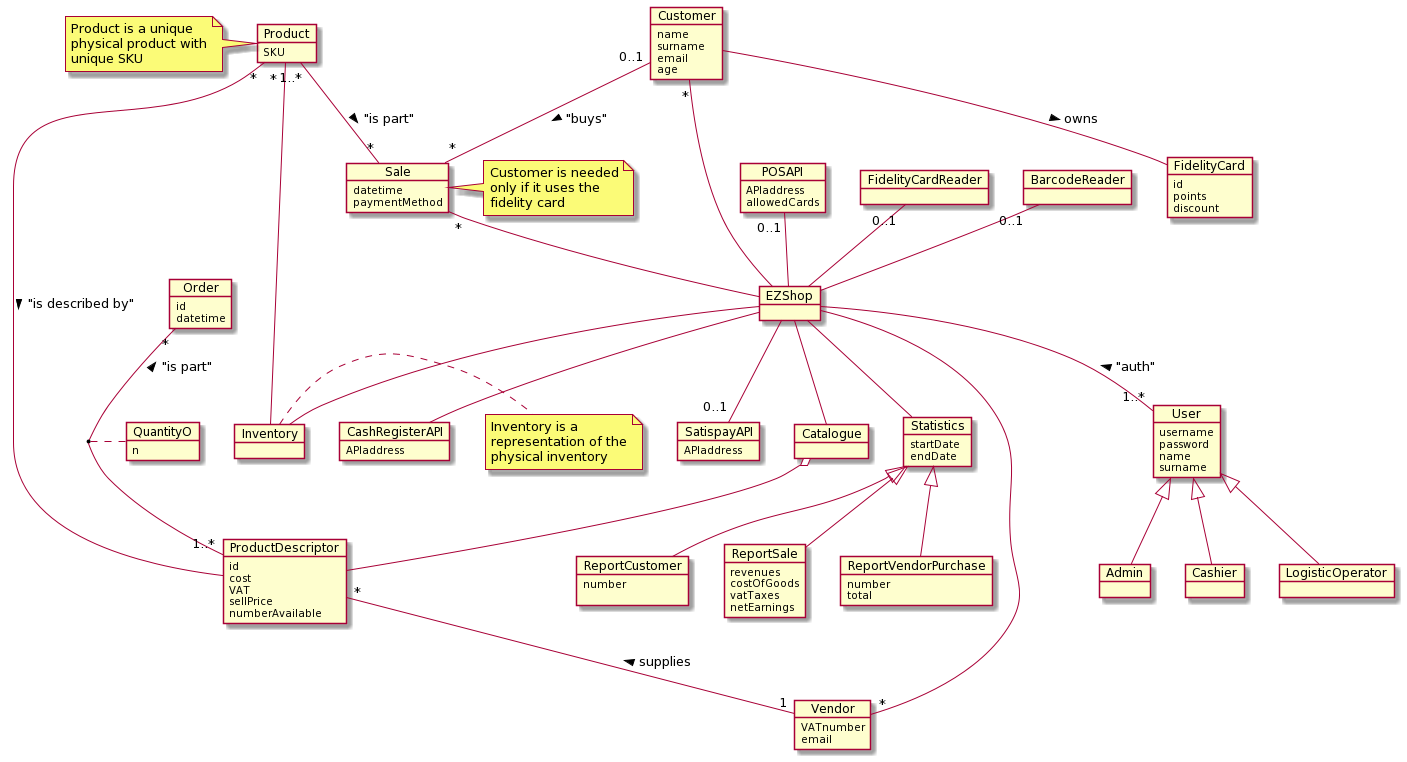 Product is a unique
physical product with
unique SKU
Product
SKU
Customer
name
surname
email
age
0..1
*
*
1..*
*
"is part"
"buys"
owns
*
*
Sale
datetime
paymentMethod
Customer is needed
only if it uses the
fidelity card
POSAPI
APIaddress
allowedCards
FidelityCardReader
BarcodeReader
FidelityCard
id
points
discount
*
0..1
0..1
0..1
Order
id
datetime
EZShop
"is described by"
*
"is part"
"auth"
1..*
QuantityO
n
Inventory
CashRegisterAPI
APIaddress
Inventory is a
representation of the
physical inventory
0..1
SatispayAPI
APIaddress
Catalogue
Statistics
startDate
endDate
User
username
password
name
surname
1..*
ProductDescriptor
id
cost
VAT
sellPrice
numberAvailable
*
ReportCustomer
number
ReportSale
revenues
costOfGoods
vatTaxes
netEarnings
ReportVendorPurchase
number
total
Admin
Cashier
LogisticOperator
supplies
1
*
Vendor
VATnumber
email